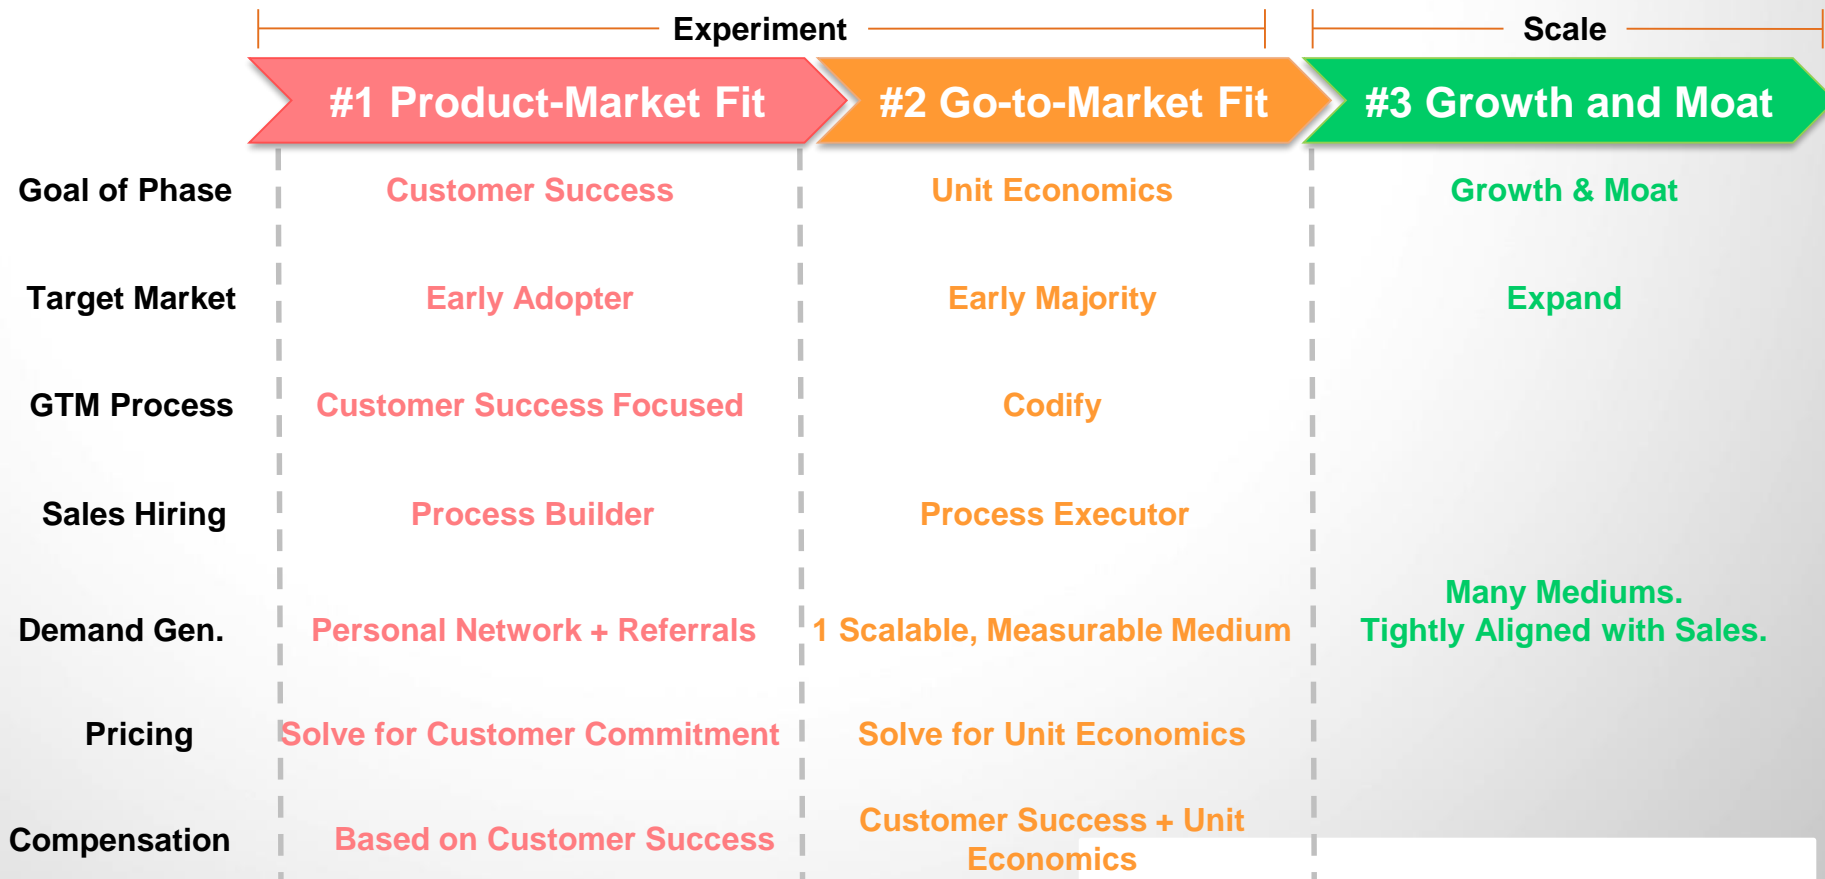 Experiment
Scale
#1 Product-Market Fit
#2 Go-to-Market Fit
#3 Growth and Moat
Goal of Phase
Customer Success
Unit Economics
Growth & Moat
Target Market
Early Adopter
Early Majority
Expand
GTM Process
Customer Success Focused
Codify
Sales Hiring
Process Builder
Process Executor
Demand Gen.
Personal Network + Referrals
1 Scalable, Measurable Medium
Many Mediums.
Tightly Aligned with Sales.
Pricing
Solve for Customer Commitment
Solve for Unit Economics
Compensation
Based on Customer Success
Customer Success + Unit
Economics